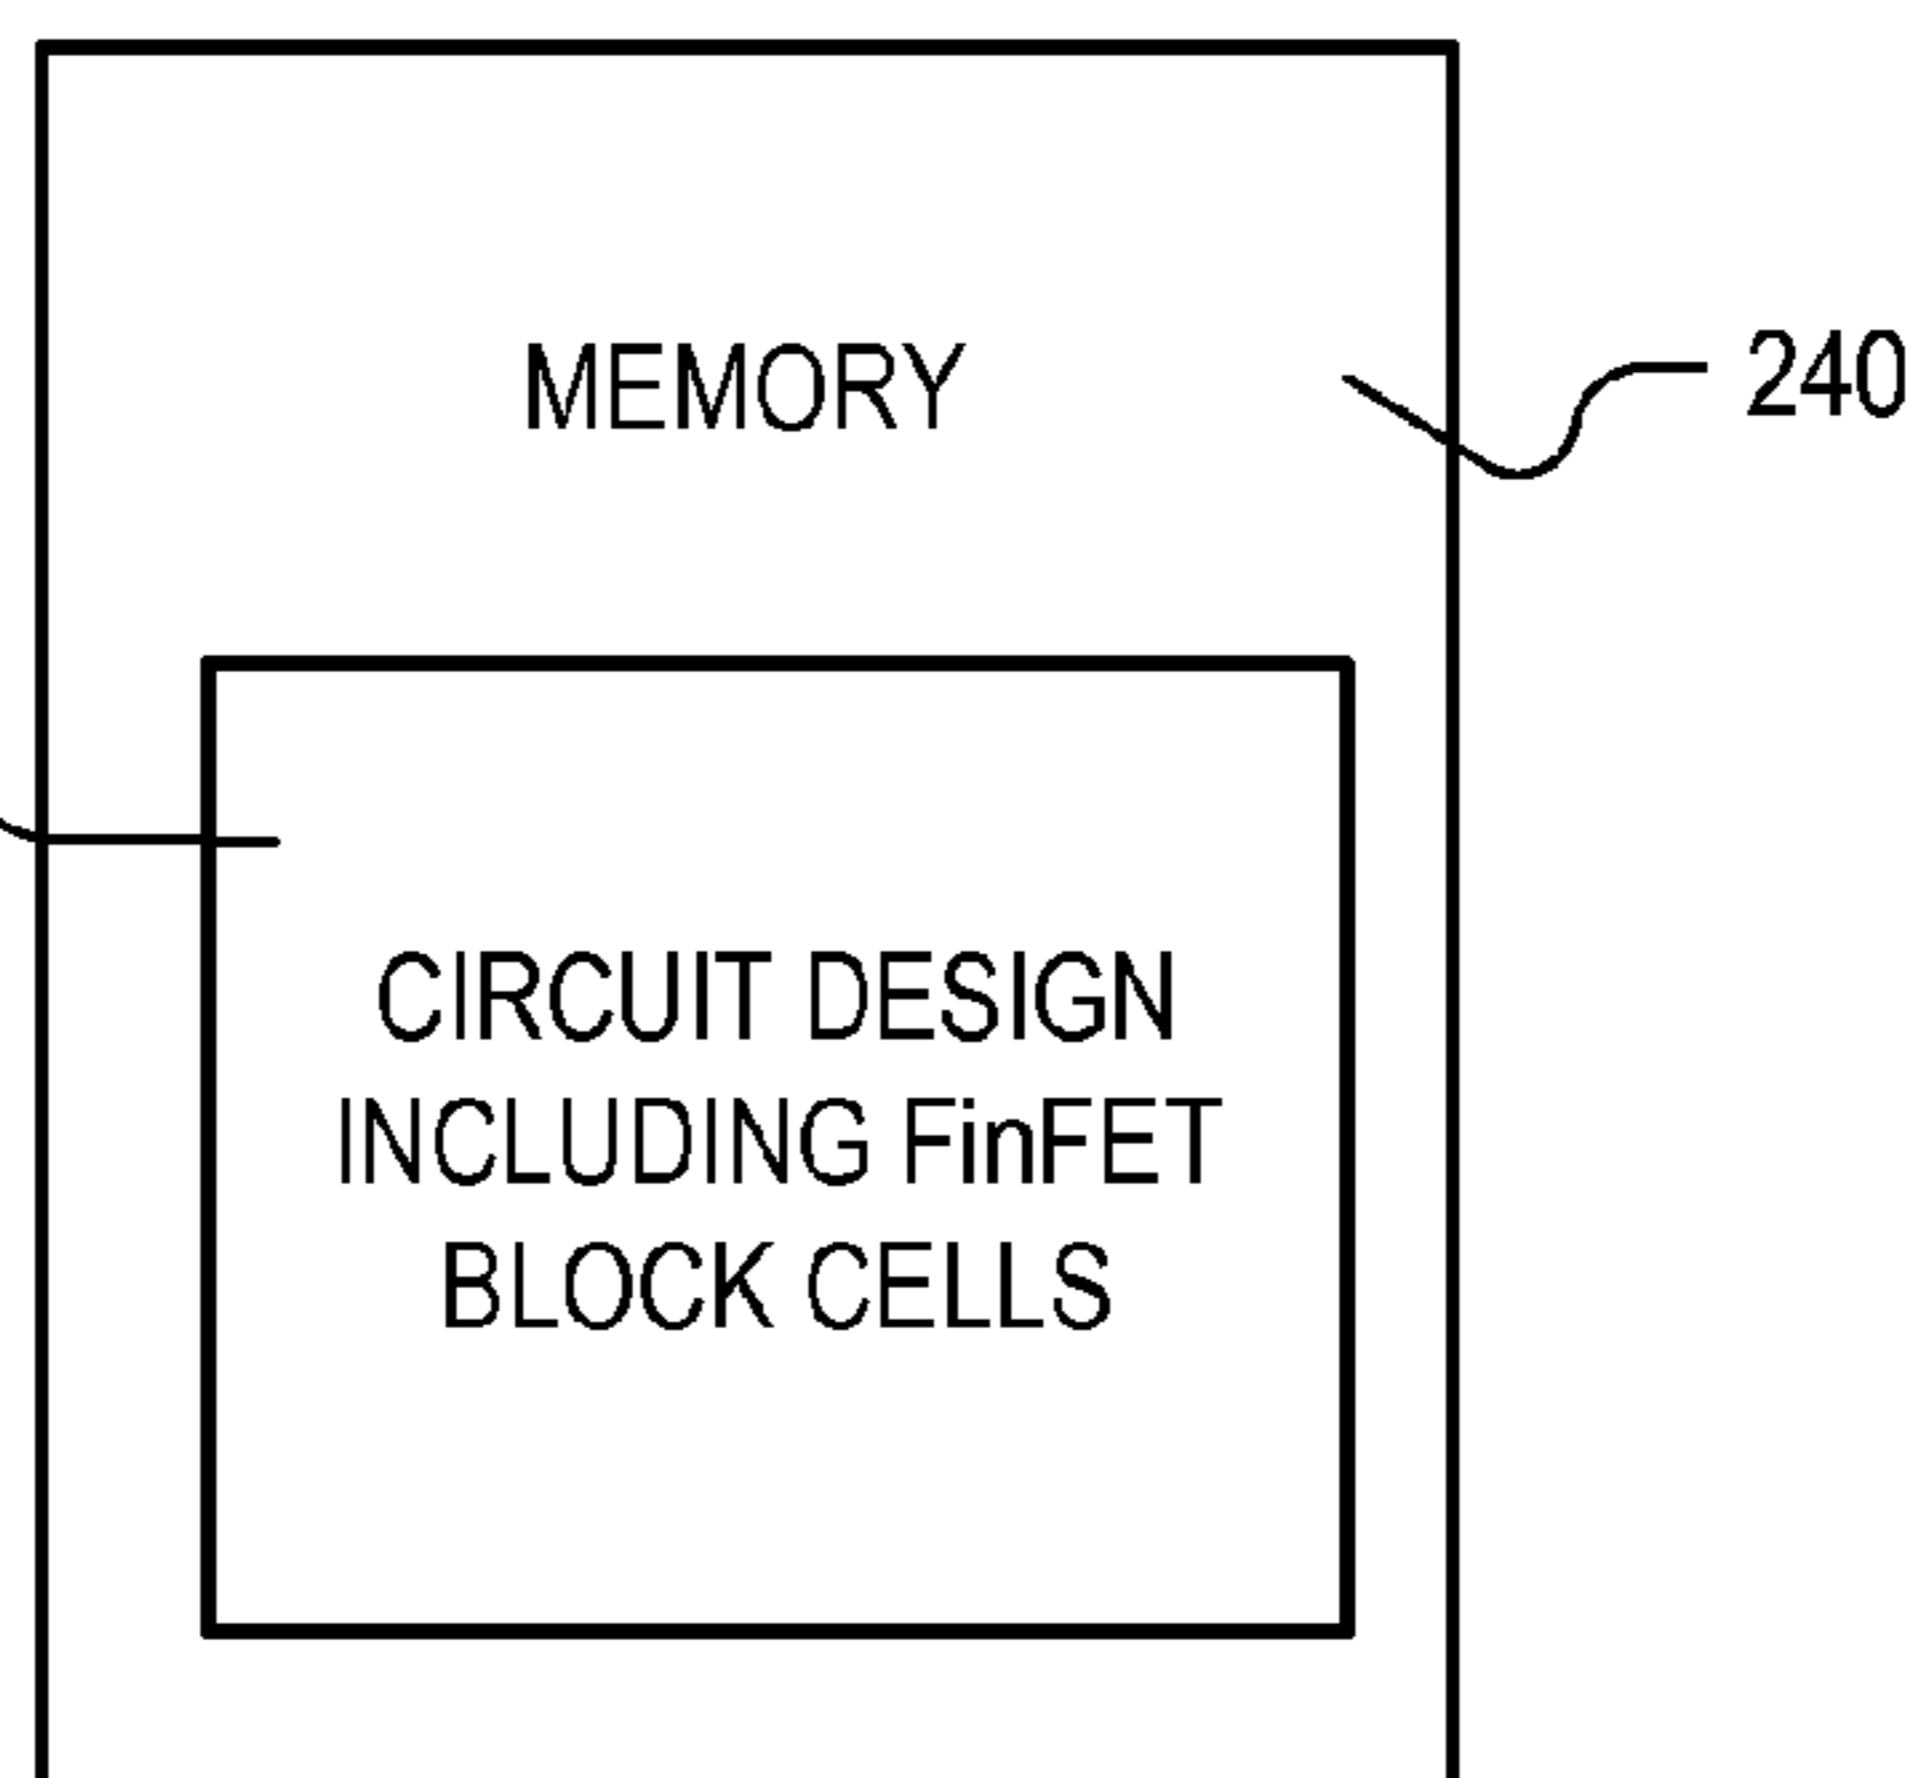 MEMORY
240
CIRCUIT DESIGN
INCLUDING FinFET
BLOCK CELLS